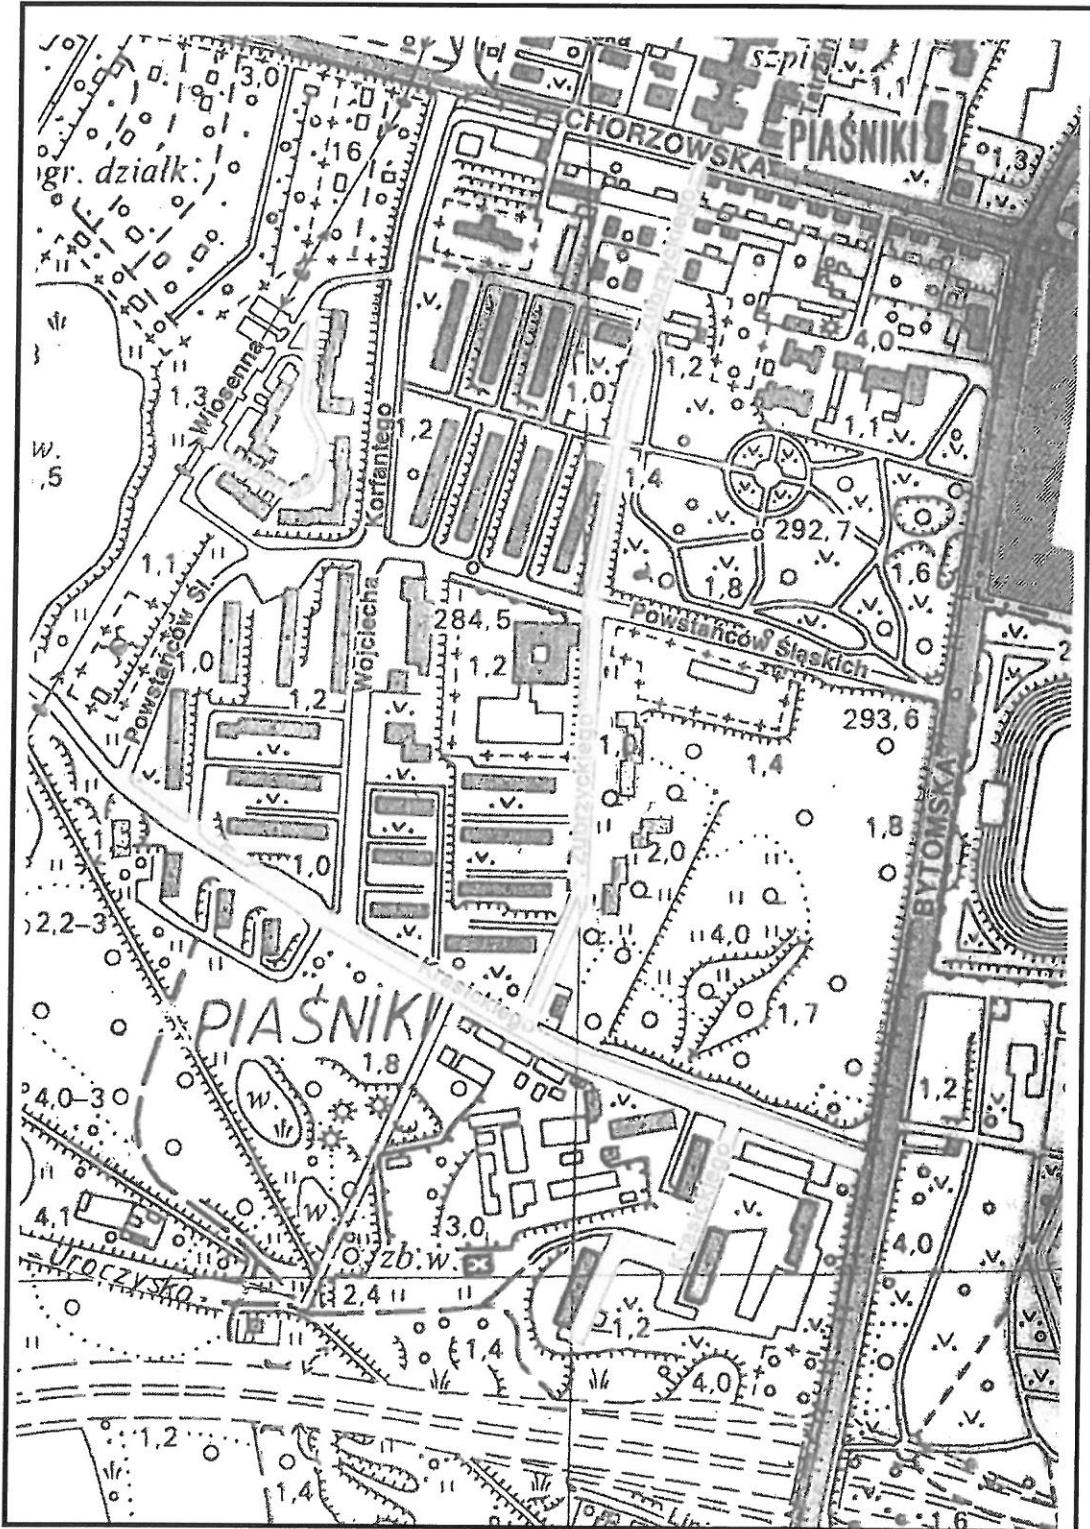 3,0
CHORZOWSKA
PIAŚNIKI
1,1
1,3
16
gr. działk.
Zubrzyckiego
1,2
4,0
1,0
1,1
Wiosenna
1,3
Korfantego
1,2
w.
,5
1,4
292,7
1,6
1,8
1,1
Powstańców Śl.
Wojciecha
284,5
Powstańców Śląskich
1,0
1,2
1,2
293,6
1,4
Zubrzyckiego
BYTOMSKA
1,8
2,0
1,0
2,2-3
4,0
Krasickiego
1,7
PIAŚNIKI
1,8
4,0-3
w.
1,2
Krasickiego
w
3,0
4,1
4,0
Uroczysko
zb.w.
2,4
1,2
1,4
4,0
1,2
1,4
1,6